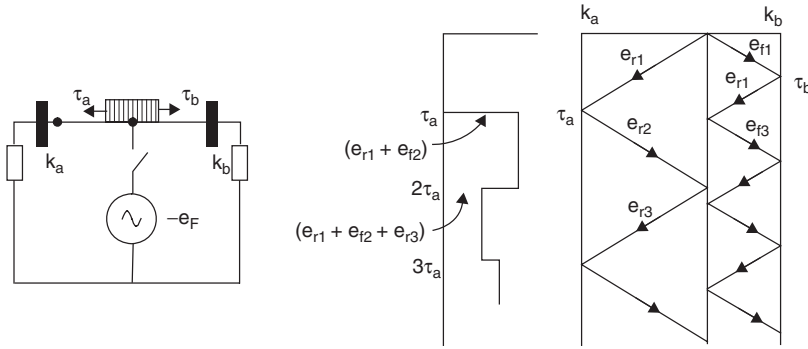 τa
τb
ka
kb
−eF
τa
(er1 + ef2)
2τa
(er1 + ef2 + er3)
3τa
ka
kb
er1
ef1
er1
τb
τa
er2
ef3
er3